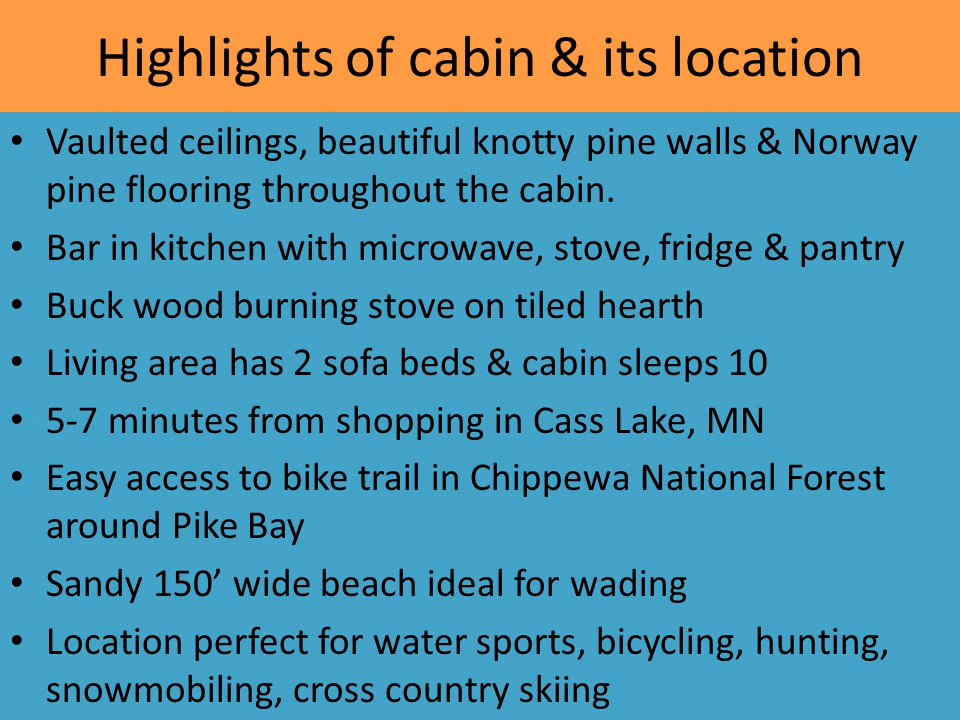 Highlights of cabin & its location
• Vaulted ceilings, beautiful knotty pine walls & Norway
pine flooring throughout the cabin.
• Bar in kitchen with microwave, stove, fridge & pantry
• Buck wood burning stove on tiled hearth
• Living area has 2 sofa beds & cabin sleeps 10
• 5-7 minutes from shopping in Cass Lake, MN
• Easy access to bike trail in Chippewa National Forest
around Pike Bay
• Sandy 150’ wide beach ideal for wading
• Location perfect for water sports, bicycling, hunting,
snowmobiling, cross country skiing